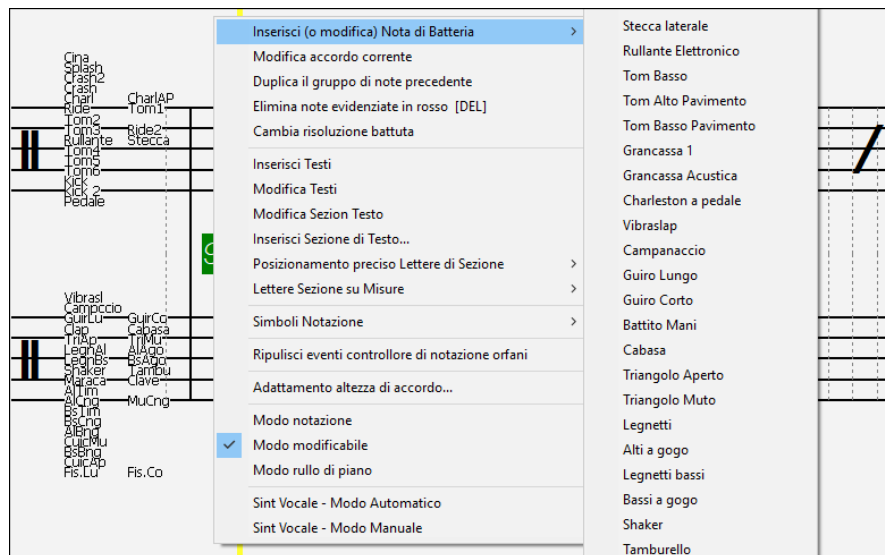 Cina
Splash
Crash2
Crash
Charl CharlAP
Ride Tom1
Tom2
Tom3 Ride2
Rullante Stecca
Tom4
Tom5
Tom6
Kick
Kick 2
Pedale
Vibrasl
Campccio
GuirLu GuirCo
Clap Cabasa
TriAp TriMu
LegnAl AlAgo
LegnBs BsAgo
Shaker Tambu
Maraca Clave
AlTim
AlCng MuCng
BsTim
BsCng
AlBng
CuicMu
BsBng
CuicAp
Fis.Lu Fis.Co
Inserisci (o modifica) Nota di Batteria
Modifica accordo corrente
Duplica il gruppo di note precedente
Elimina note evidenziate in rosso [DEL]
Cambia risoluzione battuta
Inserisci Testi
Modifica Testi
Modifica Sezion Testo
Inserisci Sezione di Testo...
Posizionamento preciso Lettere di Sezione
Lettere Sezione su Misure
Simboli Notazione
Ripulisci eventi controllore di notazione orfani
Adattamento altezza di accordo...
Modo notazione
Modo modificabile
Modo rullo di piano
Sint Vocale - Modo Automatico
Sint Vocale - Modo Manuale
Stecca laterale
Rullante Elettronico
Tom Basso
Tom Alto Pavimento
Tom Basso Pavimento
Grancassa 1
Grancassa Acustica
Charleston a pedale
Vibraslap
Campanaccio
Guiro Lungo
Guiro Corto
Battito Mani
Cabasa
Triangolo Aperto
Triangolo Muto
Legnetti
Alti a gogo
Legnetti bassi
Bassi a gogo
Shaker
Tamburello